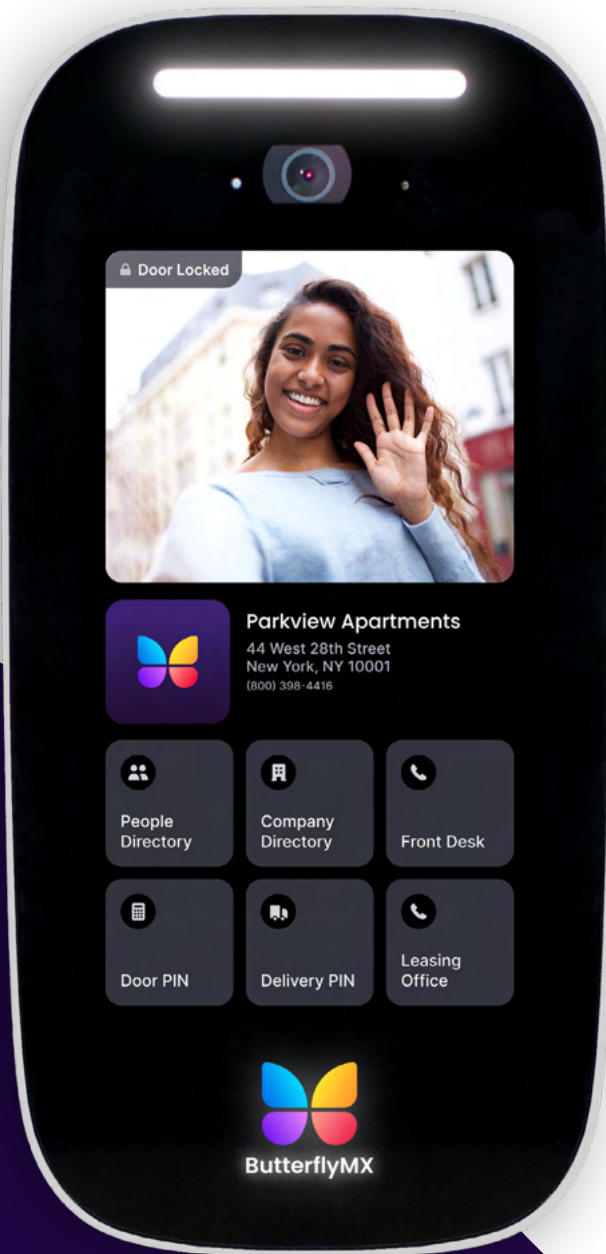 Door Locked
Parkview Apartments
44 West 28th Street
New York, NY 10001
(800) 398-4416
People
Directory
Company
Directory
Front Desk
Door PIN
Delivery PIN
Leasing
Office
ButterflyMX